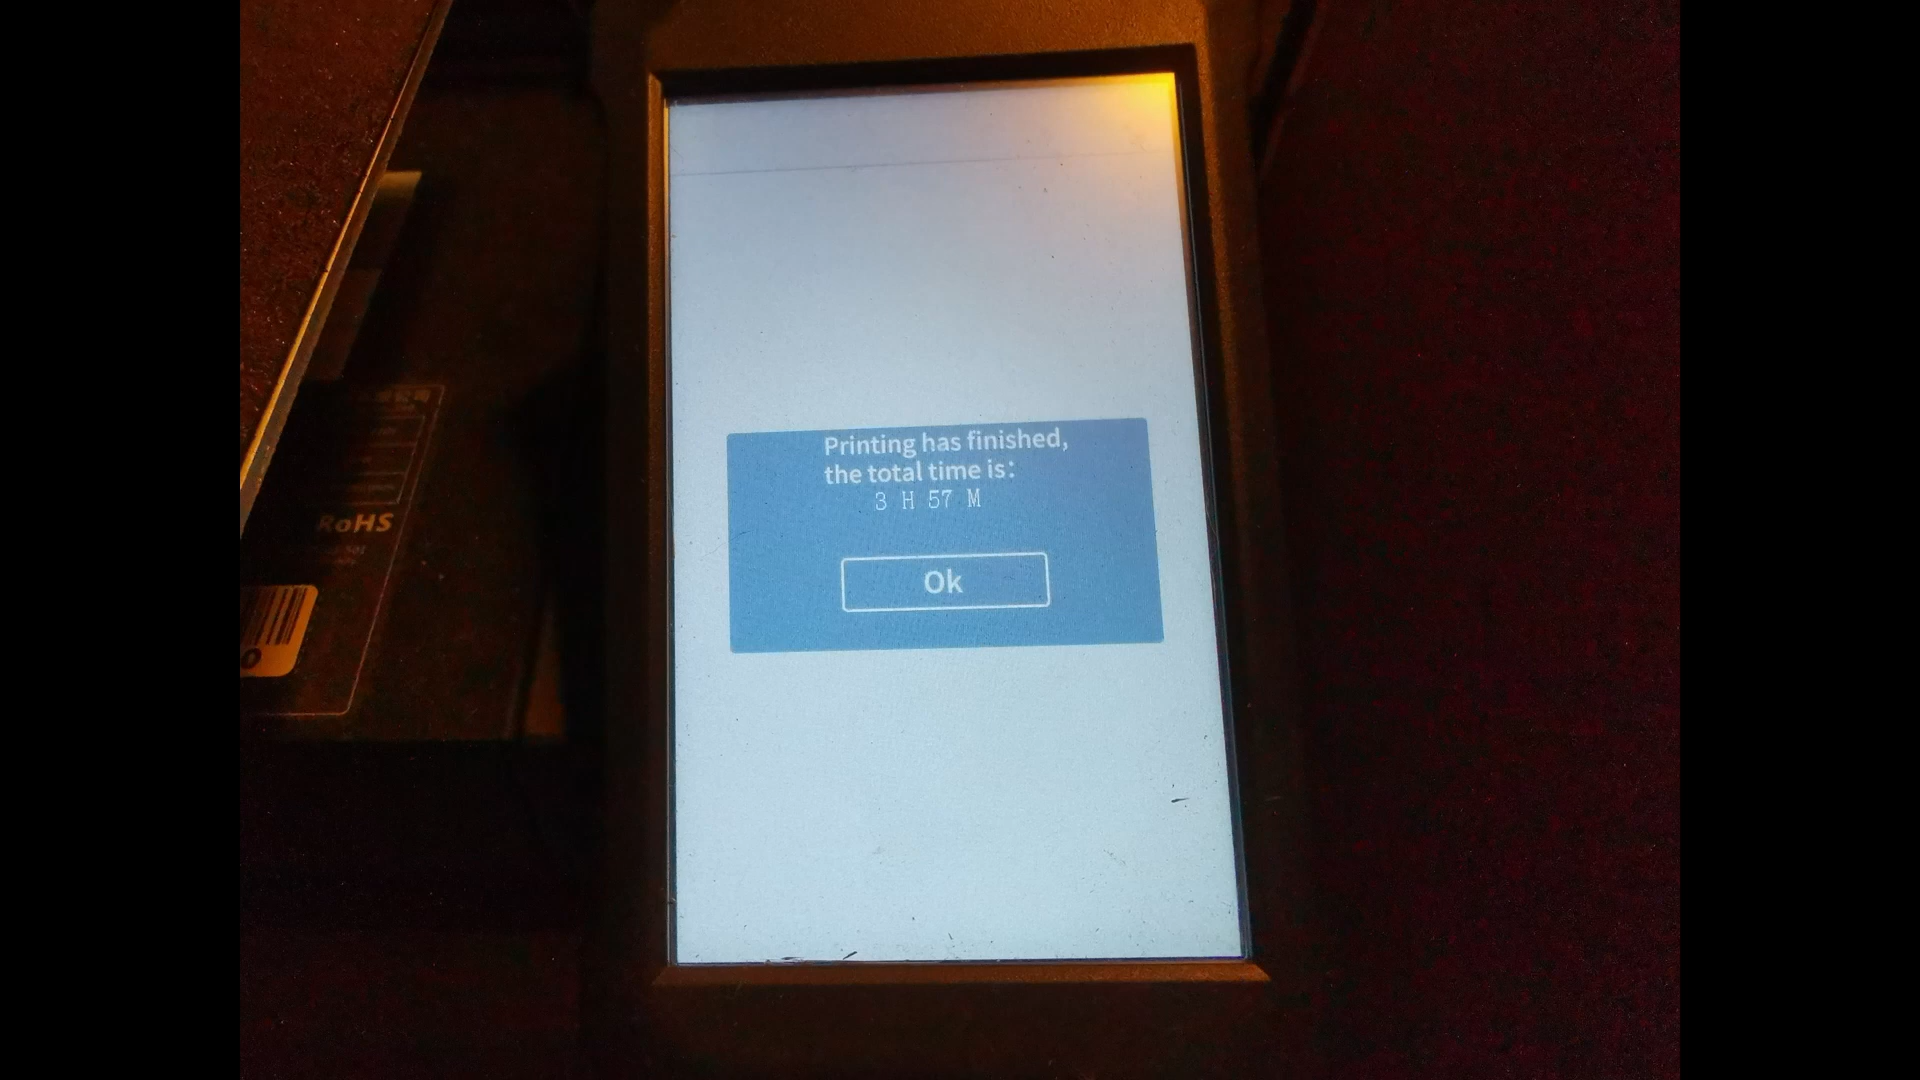 Printing has finished,
the total time is:
3 H 57 M
Ok
RoHS